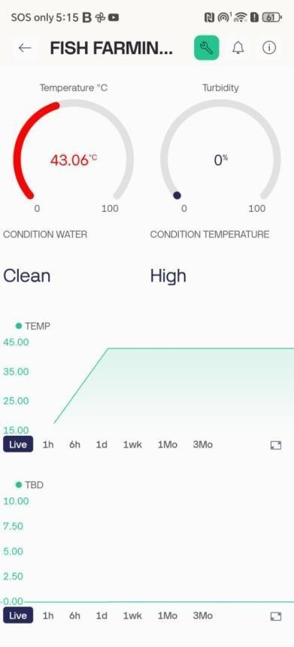 SOS only 5:15 B
61
FISH FARMIN...
Temperature °C
Turbidity
43.06°C
0%
0 100
0 100
CONDITION WATER
CONDITION TEMPERATURE
Clean
High
TEMP
45.00
35.00
25.00
15.00
Live 1h 6h 1d 1wk 1Mo 3Mo
TBD
10.00
7.50
5.00
2.50
0.00
Live 1h 6h 1d 1wk 1Mo 3Mo